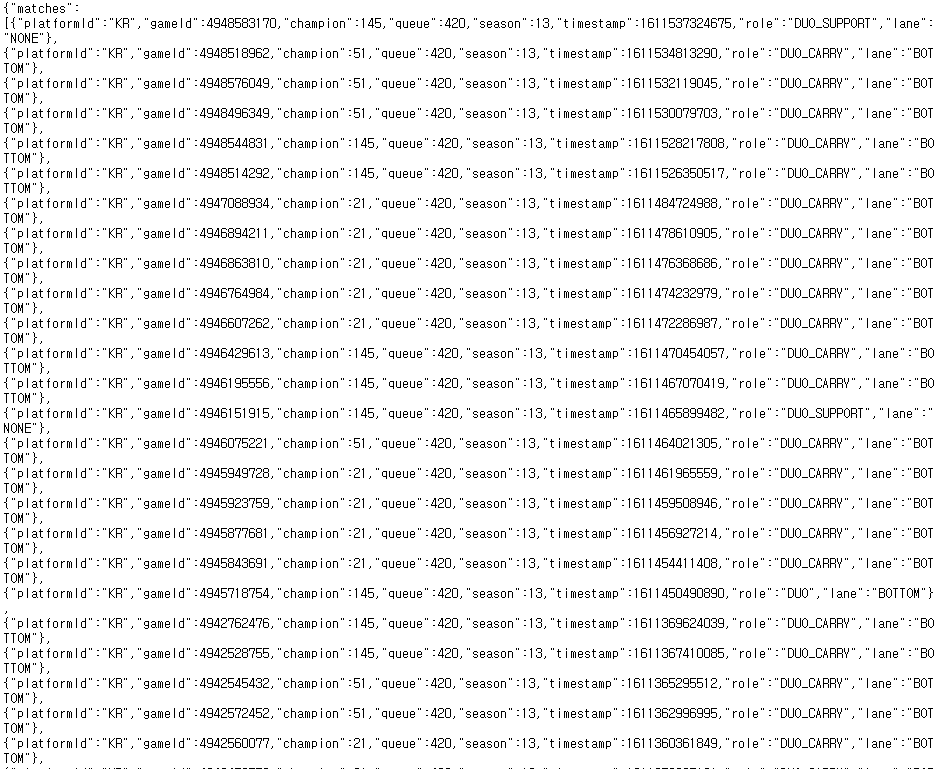 {"matches":
[{"platformId":"KR","gameId":4948583170,"champion":145,"queue":420,"season":13,"timestamp":1611537324675,"role":"DUO_SUPPORT","lane":
"NONE"},
{"platformId":"KR","gameId":4948518962,"champion":51,"queue":420,"season":13,"timestamp":1611534813290,"role":"DUO_CARRY","lane":"BOT
TOM"},
{"platformId":"KR","gameId":4948576049,"champion":51,"queue":420,"season":13,"timestamp":1611532119045,"role":"DUO_CARRY","lane":"BOT
TOM"},
{"platformId":"KR","gameId":4948496349,"champion":51,"queue":420,"season":13,"timestamp":1611530079703,"role":"DUO_CARRY","lane":"BOT
TOM"},
{"platformId":"KR","gameId":4948544831,"champion":145,"queue":420,"season":13,"timestamp":1611528217808,"role":"DUO_CARRY","lane":"BO
TTOM"},
{"platformId":"KR","gameId":4948514292,"champion":145,"queue":420,"season":13,"timestamp":1611526350517,"role":"DUO_CARRY","lane":"BO
TTOM"},
{"platformId":"KR","gameId":4947088934,"champion":21,"queue":420,"season":13,"timestamp":1611484724988,"role":"DUO_CARRY","lane":"BOT
TOM"},
{"platformId":"KR","gameId":4946894211,"champion":21,"queue":420,"season":13,"timestamp":1611478610905,"role":"DUO_CARRY","lane":"BOT
TOM"},
{"platformId":"KR","gameId":4946863810,"champion":21,"queue":420,"season":13,"timestamp":1611476368686,"role":"DUO_CARRY","lane":"BOT
TOM"},
{"platformId":"KR","gameId":4946764984,"champion":21,"queue":420,"season":13,"timestamp":1611474232979,"role":"DUO_CARRY","lane":"BOT
TOM"},
{"platformId":"KR","gameId":4946607262,"champion":21,"queue":420,"season":13,"timestamp":1611472286987,"role":"DUO_CARRY","lane":"BOT
TOM"},
{"platformId":"KR","gameId":4946429613,"champion":145,"queue":420,"season":13,"timestamp":1611470454057,"role":"DUO_CARRY","lane":"BO
TTOM"},
{"platformId":"KR","gameId":4946195556,"champion":145,"queue":420,"season":13,"timestamp":1611467070419,"role":"DUO_CARRY","lane":"BO
TTOM"},
{"platformId":"KR","gameId":4946151915,"champion":145,"queue":420,"season":13,"timestamp":1611465899482,"role":"DUO_SUPPORT","lane":"
NONE"},
{"platformId":"KR","gameId":4946075221,"champion":51,"queue":420,"season":13,"timestamp":1611464021305,"role":"DUO_CARRY","lane":"BOT
TOM"},
{"platformId":"KR","gameId":4945949728,"champion":21,"queue":420,"season":13,"timestamp":1611461965559,"role":"DUO_CARRY","lane":"BOT
TOM"},
{"platformId":"KR","gameId":4945923759,"champion":21,"queue":420,"season":13,"timestamp":1611459508946,"role":"DUO_CARRY","lane":"BOT
TOM"},
{"platformId":"KR","gameId":4945877681,"champion":21,"queue":420,"season":13,"timestamp":1611456927214,"role":"DUO_CARRY","lane":"BOT
TOM"},
{"platformId":"KR","gameId":4945843691,"champion":21,"queue":420,"season":13,"timestamp":1611454411408,"role":"DUO_CARRY","lane":"BOT
TOM"},
{"platformId":"KR","gameId":4945718754,"champion":145,"queue":420,"season":13,"timestamp":1611450490890,"role":"DUO","lane":"BOTTOM"}
,
{"platformId":"KR","gameId":4942762476,"champion":145,"queue":420,"season":13,"timestamp":1611369624039,"role":"DUO_CARRY","lane":"BO
TTOM"},
{"platformId":"KR","gameId":4942528755,"champion":145,"queue":420,"season":13,"timestamp":1611367410085,"role":"DUO_CARRY","lane":"BO
TTOM"},
{"platformId":"KR","gameId":4942545432,"champion":51,"queue":420,"season":13,"timestamp":1611365295512,"role":"DUO_CARRY","lane":"BOT
TOM"},
{"platformId":"KR","gameId":4942572452,"champion":51,"queue":420,"season":13,"timestamp":1611362996995,"role":"DUO_CARRY","lane":"BOT
TOM"},
{"platformId":"KR","gameId":4942560077,"champion":21,"queue":420,"season":13,"timestamp":1611360361849,"role":"DUO_CARRY","lane":"BOT
TOM"},